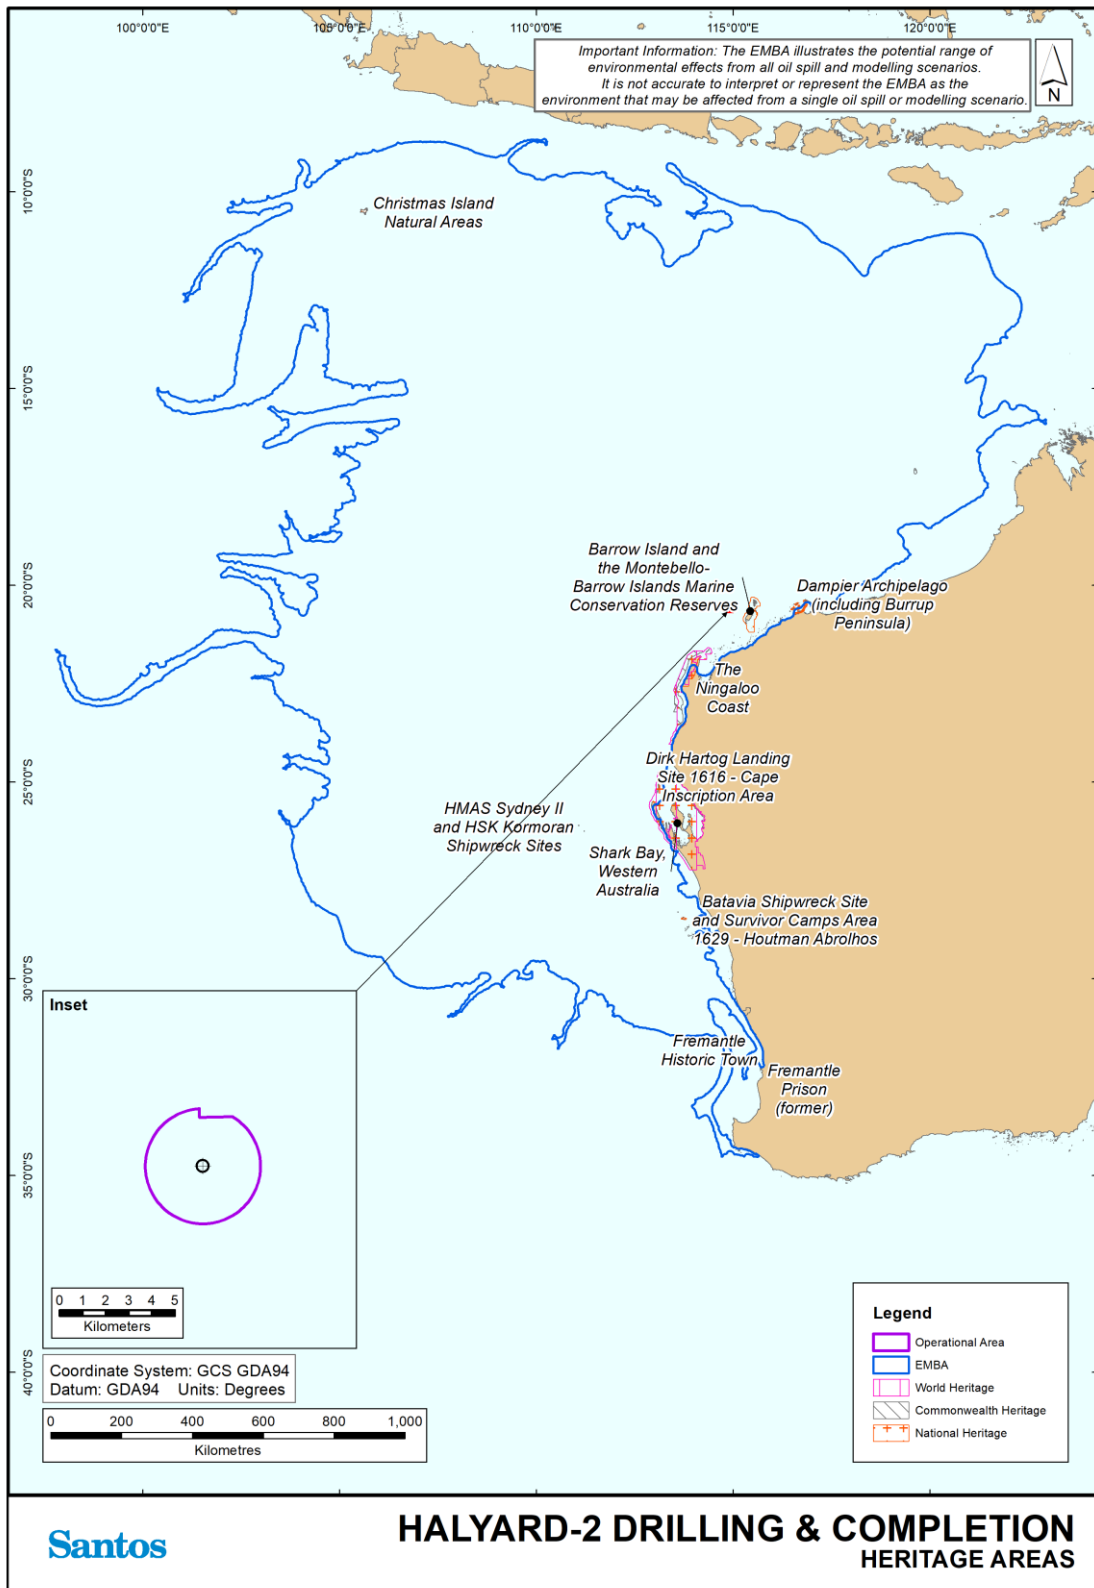 100°0'0"E
105°0'0"E
110°0'0"E
115°0'0"E
120°0'0"E
Important Information: The EMBA illustrates the potential range of
environmental effects from all oil spill and modelling scenarios.
It is not accurate to interpret or represent the EMBA as the
environment that may be affected from a single oil spill or modelling scenario.
N
10°0'0"S
Christmas Island
Natural Areas
15°0'0"S
20°0'0"S
Barrow Island and
the Montebello-
Barrow Islands Marine
Conservation Reserves
Dampier Archipelago
(including Burrup
Peninsula)
The
Ningaloo
Coast
25°0'0"S
Dirk Hartog Landing
Site 1616 - Cape
Inscription Area
HMAS Sydney II
and HSK Kormoran
Shipwreck Sites
Shark Bay,
Western
Australia
Batavia Shipwreck Site
and Survivor Camps Area
1629 - Houtman Abrolhos
30°0'0"S
Inset
Fremantle
Historic Town
Fremantle
Prison
(former)
35°0'0"S
0 1 2 3 4 5
Kilometers
40°0'0"S
Coordinate System: GCS GDA94
Datum: GDA94 Units: Degrees
0 200 400 600 800 1,000
Kilometres
Legend
Operational Area
EMBA
World Heritage
Commonwealth Heritage
National Heritage
Santos
HALYARD-2 DRILLING & COMPLETION
HERITAGE AREAS